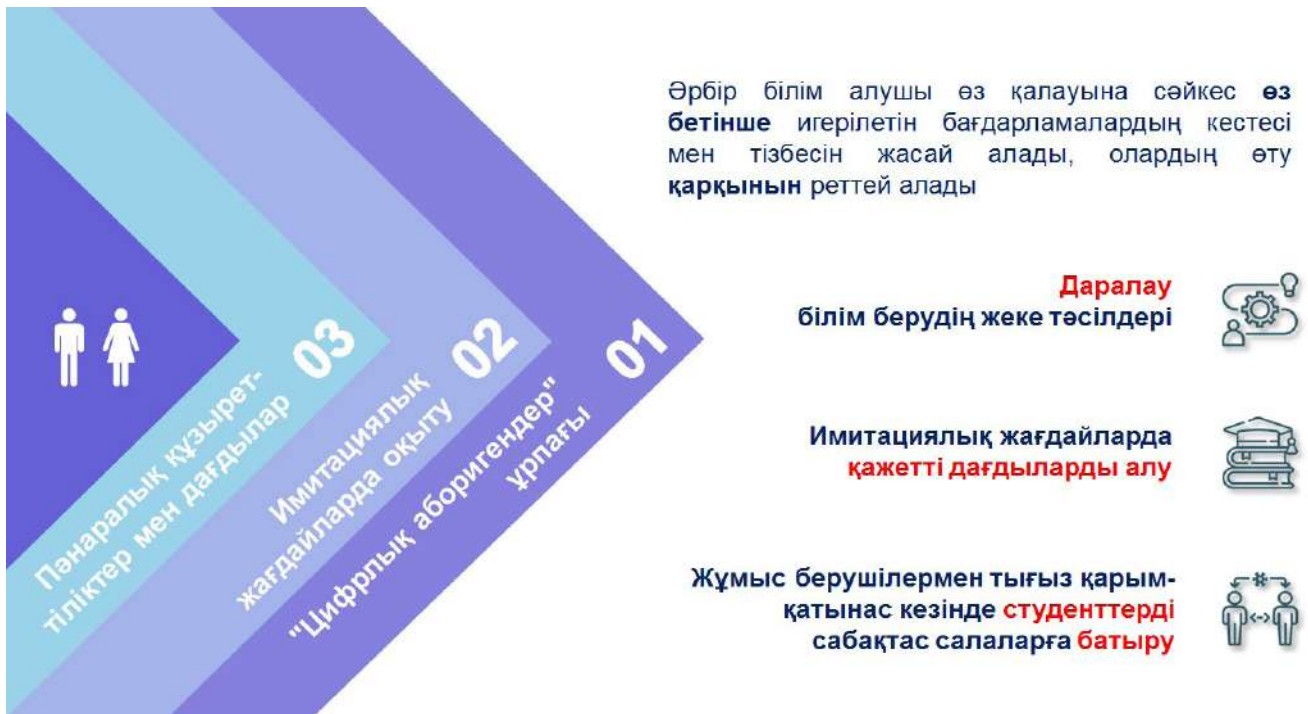 Әрбір білім алушы өз қалауына сәйкес өз
бетінше игерілетін бағдарламалардың кестесі
мен тізбесін жасай алады, олардың өту
қарқынын реттей алады
03
Пәнаралық құзырет-
тіліктер мен дағдылар
02
Имитациялық
жағдайларда оқыту
01
"Цифрлық аборигендер"
ұрпағы
Даралау
білім берудің жеке тәсілдері
Имитациялық жағдайларда
қажетті дағдыларды алу
Жұмыс берушілермен тығыз қарым-
қатынас кезінде студенттерді
сабақтас салаларға батыру